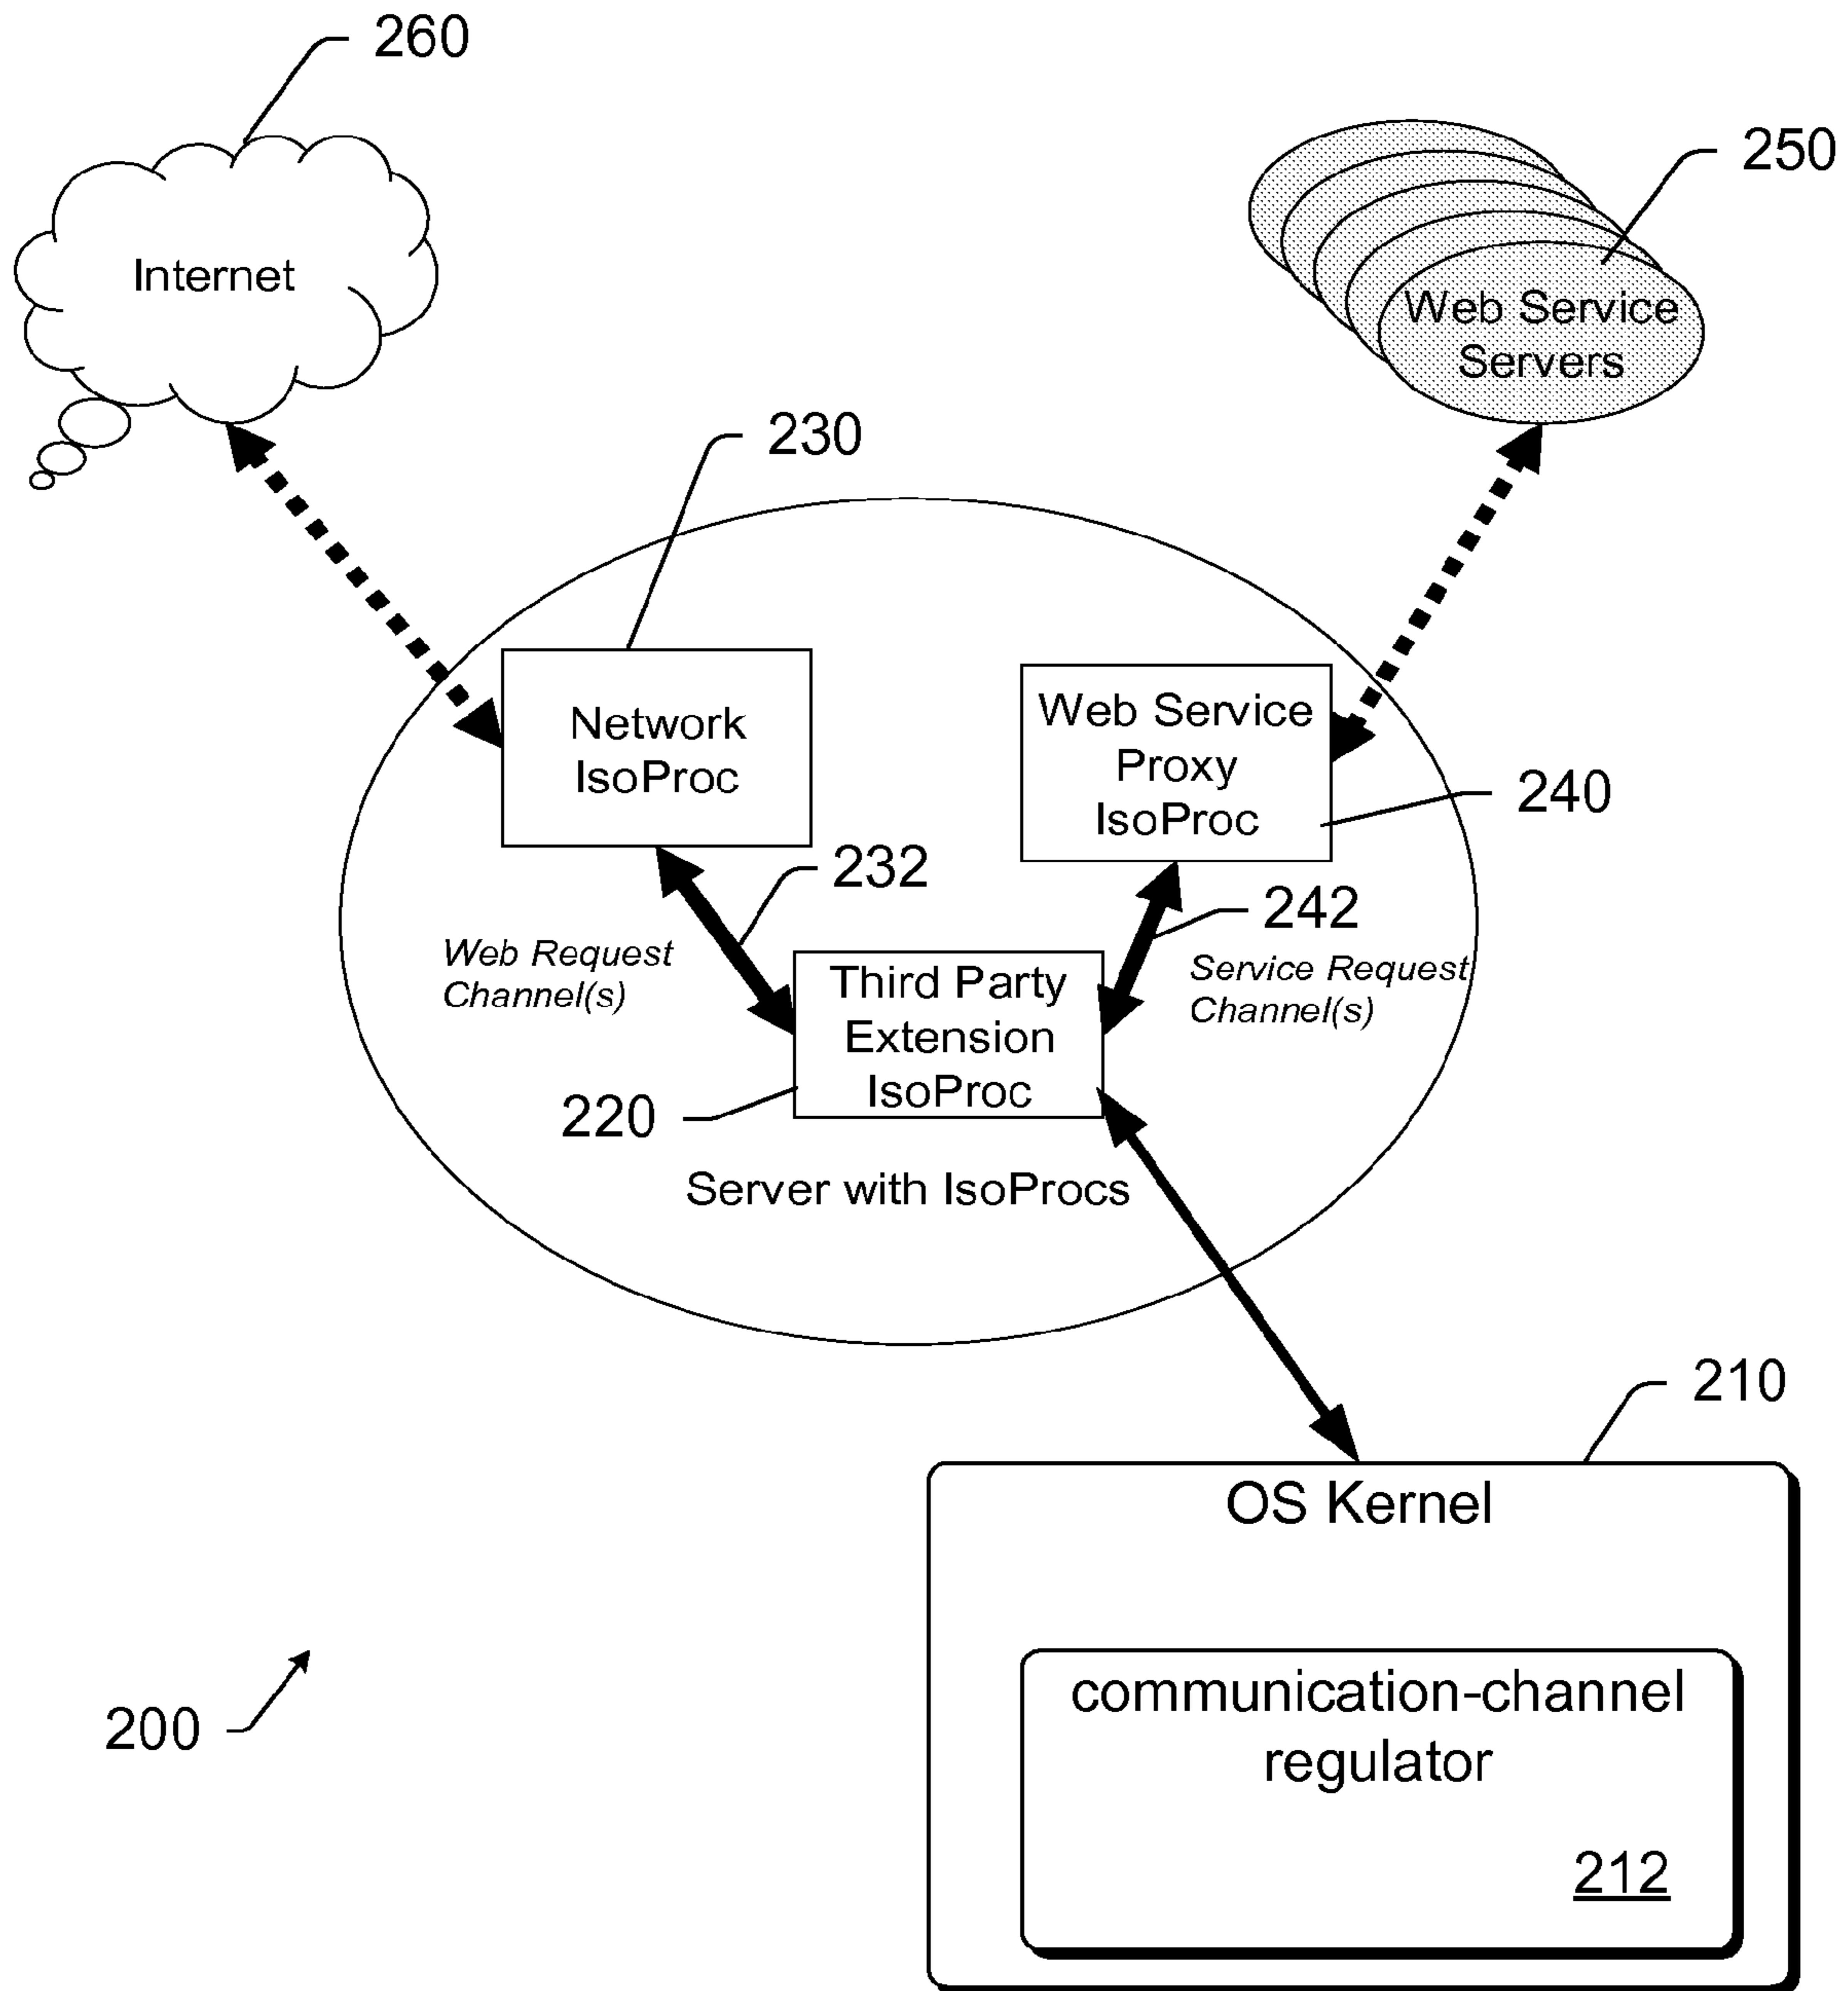 260
250
Internet
Web Service
Servers
230
Network
IsoProc
Web Service
Proxy
IsoProc
240
232
242
Web Request
Channel(s)
Service Request
Channel(s)
Third Party
Extension
IsoProc
220
Server with IsoProcs
210
OS Kernel
communication-channel
regulator
212
200